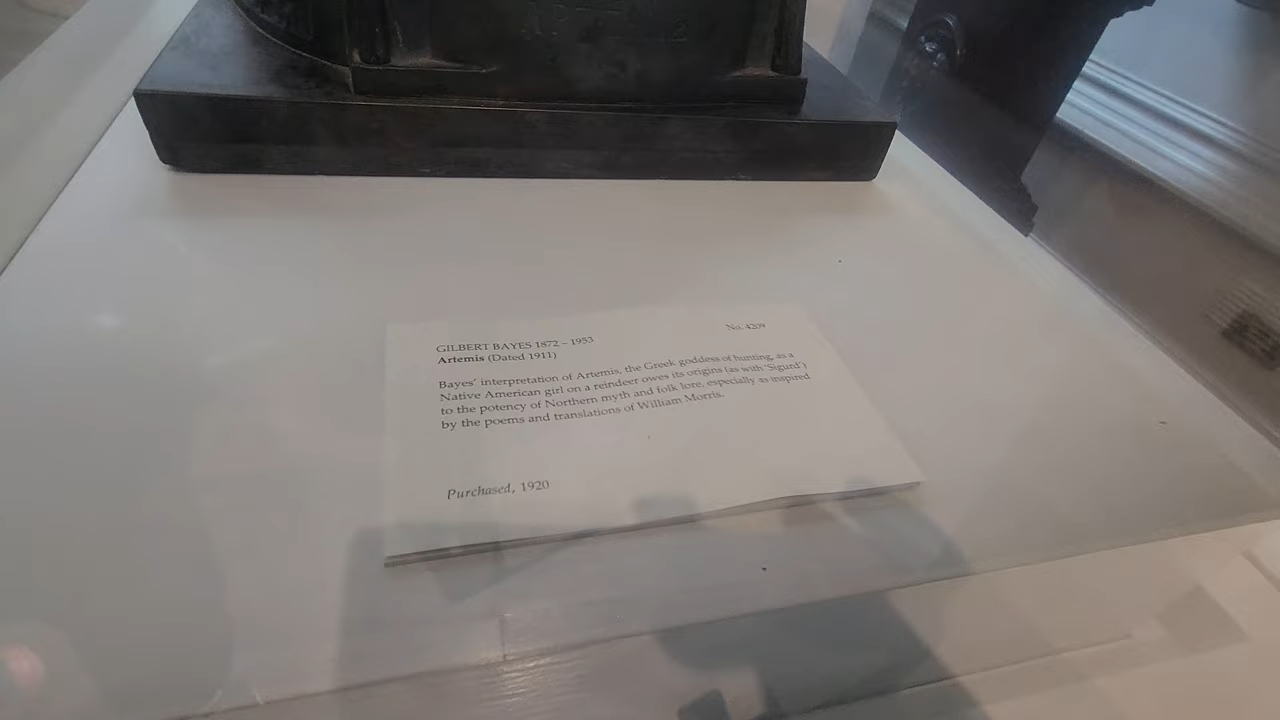 GILBERT BAYES 1872 – 1953
No. 4209
Artemis (Dated 1911)
Bayes' interpretation of Artemis, the Greek goddess of hunting, as a
Native American girl on a reindeer owes its origins (as with 'Sigurd')
to the potency of Northern myth and folk lore, especially as inspired
by the poems and translations of William Morris.
Purchased, 1920